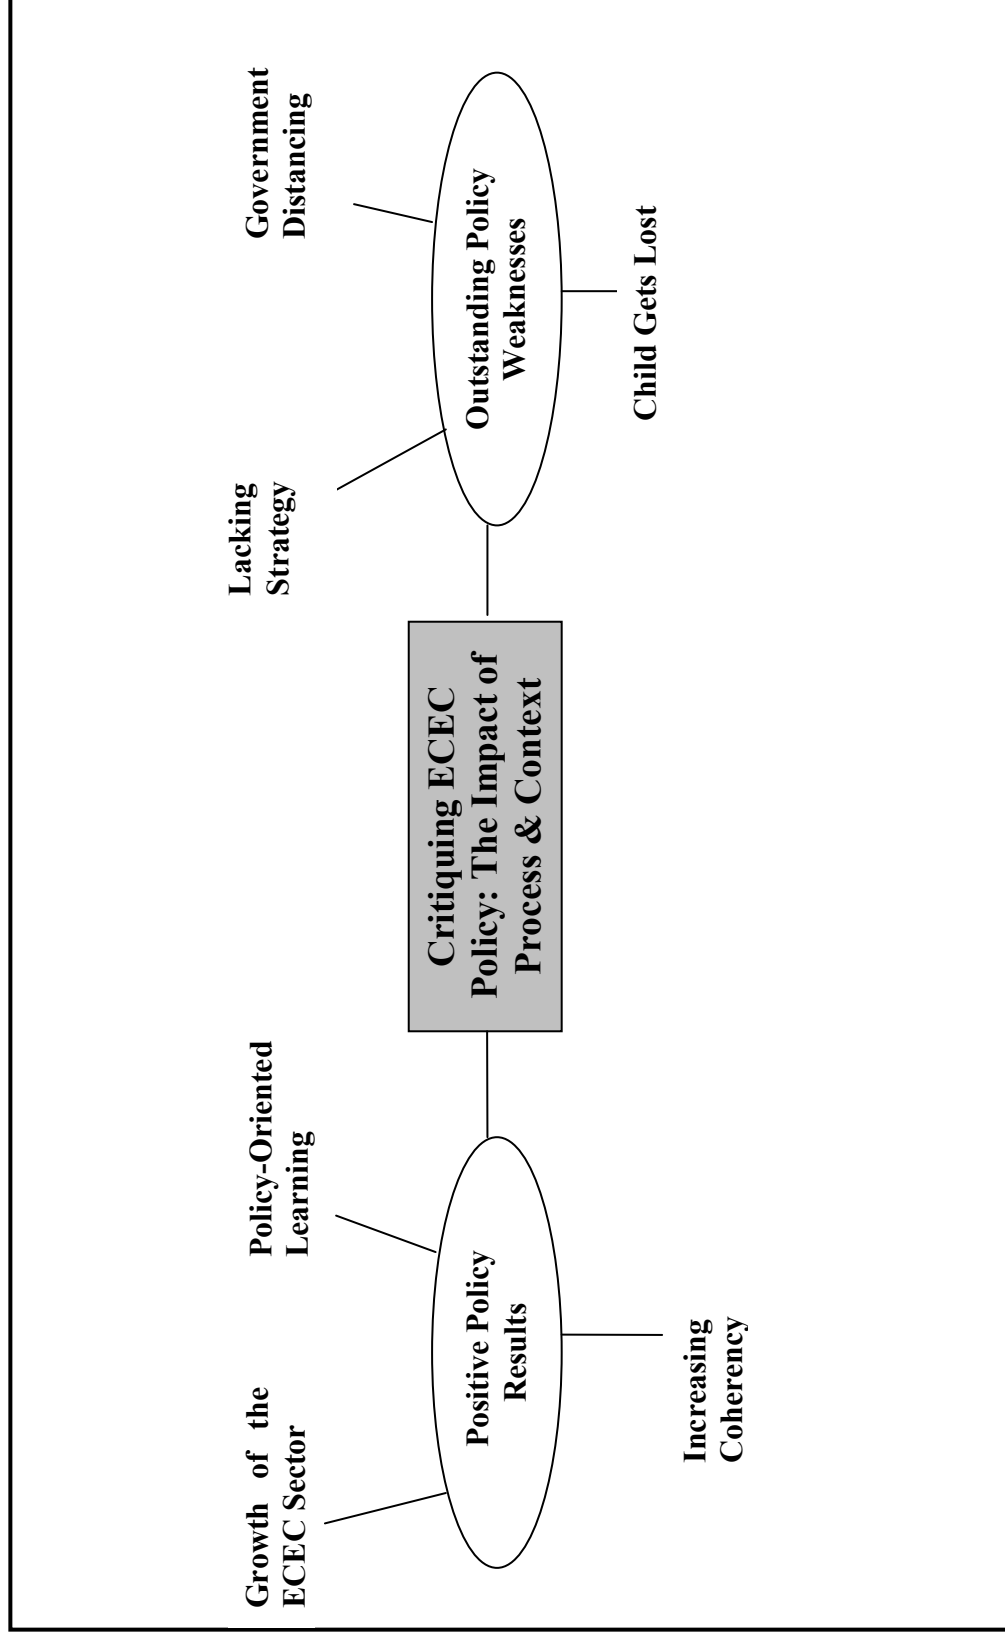 Growth of the
ECEC Sector
Policy-Oriented
Learning
Lacking
Strategy
Government
Distancing
Positive Policy
Results
Critiquing ECEC
Policy: The Impact of
Process & Context
Outstanding Policy
Weaknesses
Increasing
Coherency
Child Gets Lost